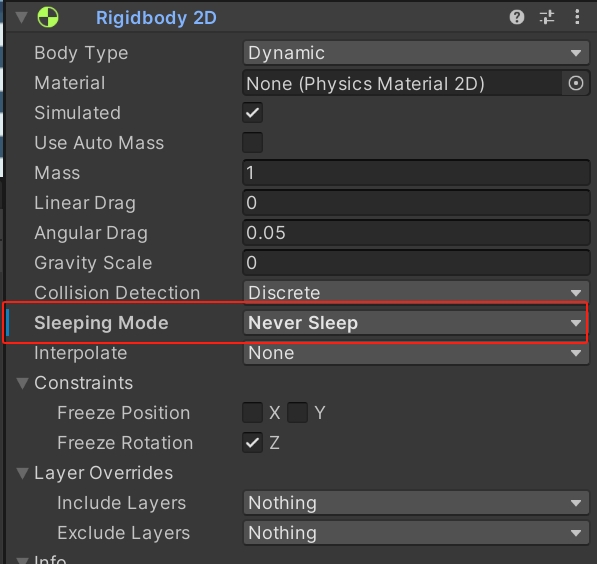 Rigidbody 2D
Body Type Dynamic
Material None (Physics Material 2D)
Simulated
Use Auto Mass
Mass 1
Linear Drag 0
Angular Drag 0.05
Gravity Scale 0
Collision Detection Discrete
Sleeping Mode Never Sleep
Interpolate None
Constraints
Freeze Position X Y
Freeze Rotation Z
Layer Overrides
Include Layers Nothing
Exclude Layers Nothing
Info